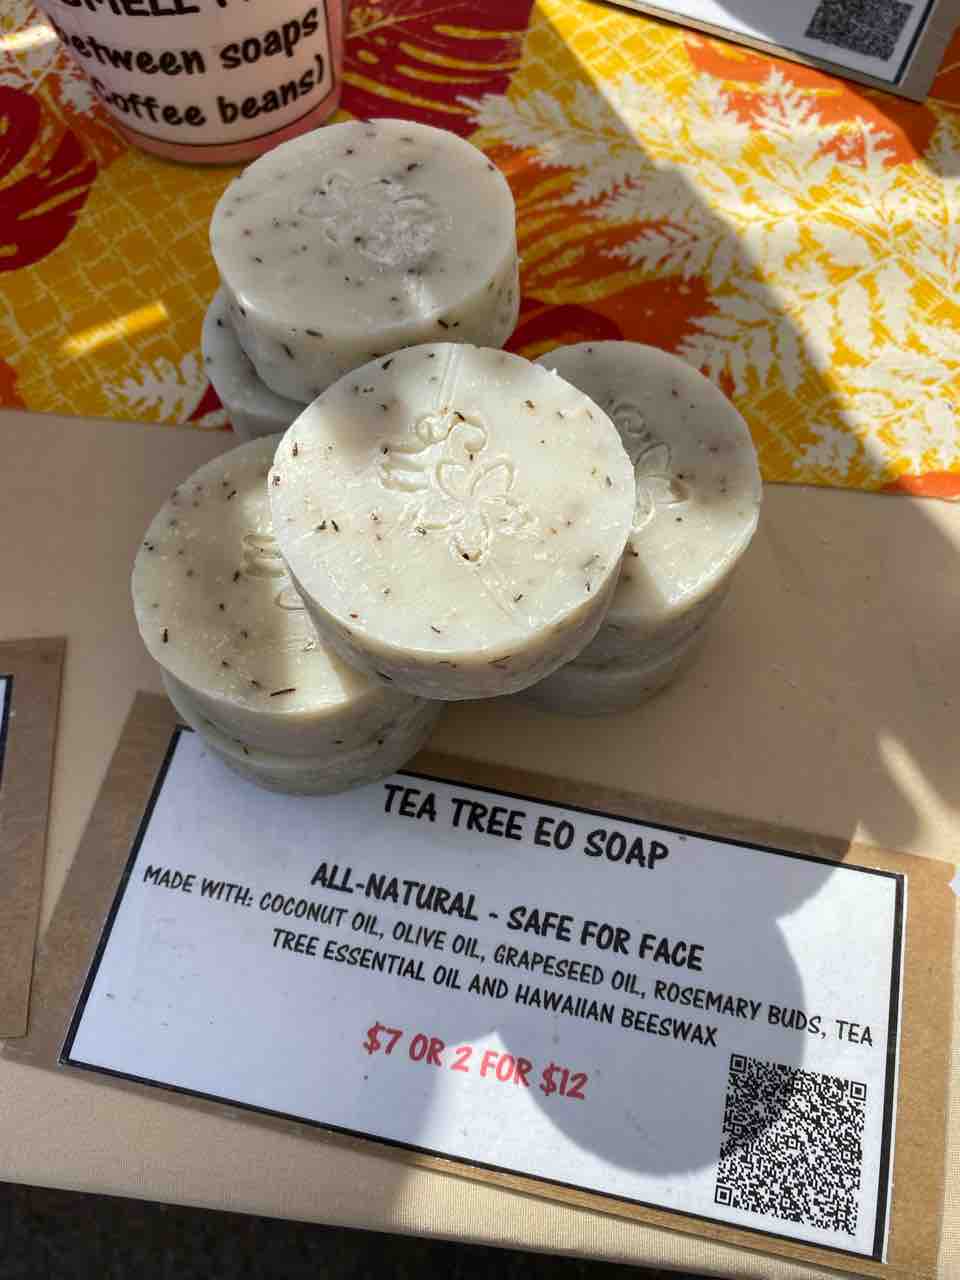 between soaps
Coffee beans)
TEA TREE EO SOAP
ALL-NATURAL - SAFE FOR FACE
MADE WITH: COCONUT OIL, OLIVE OIL, GRAPESEED OIL, ROSEMARY BUDS, TEA
TREE ESSENTIAL OIL AND HAWAIIAN BEESWAX
$7 OR 2 FOR $12